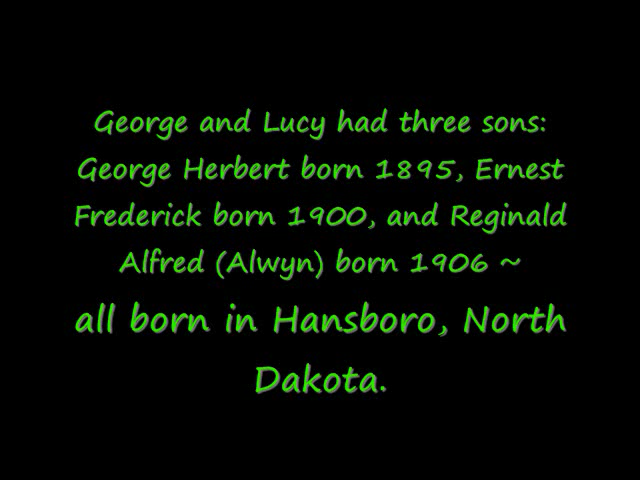 George and Lucy had three sons:
George Herbert born 1895, Ernest
Frederick born 1900, and Reginald
Alfred (Alwyn) born 1906 ~
all born in Hansboro, North
Dakota.